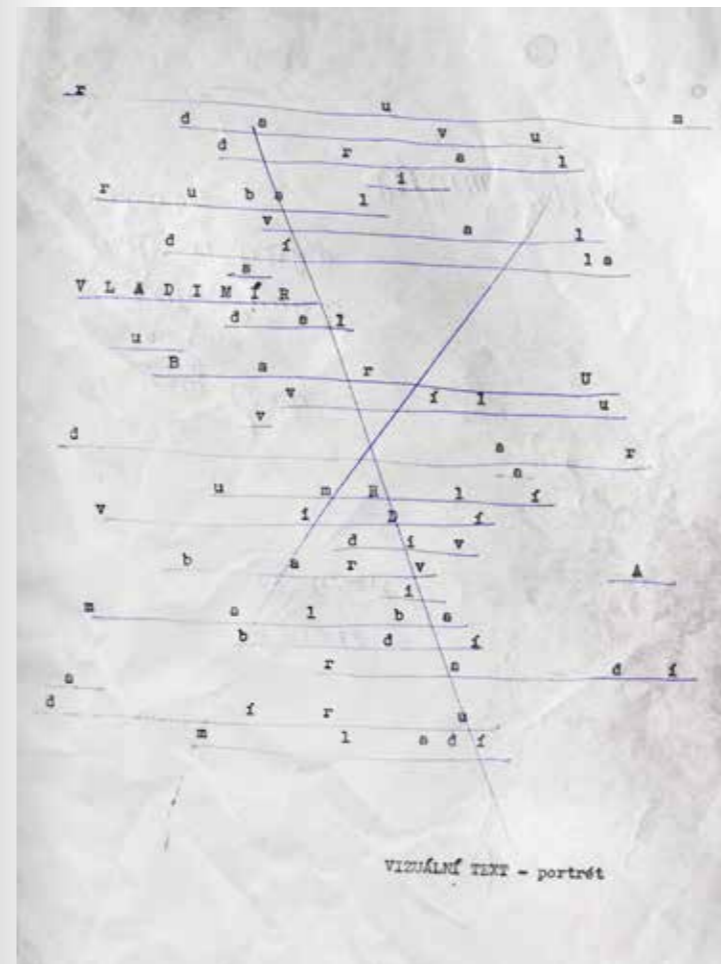 r u m
d a v u
d r a l
i
r u b a l
v a l
d í l a
a
V L A D I M Í R
d a l
u
B a r U
v í l u
v
d a r
a
u m H l í
v i D í
d í v
b a r v A
i
m a l b a
b d í
r a d í
a
d í r u
m l a d í
VIZUÁLNÍ TEXT - portrét